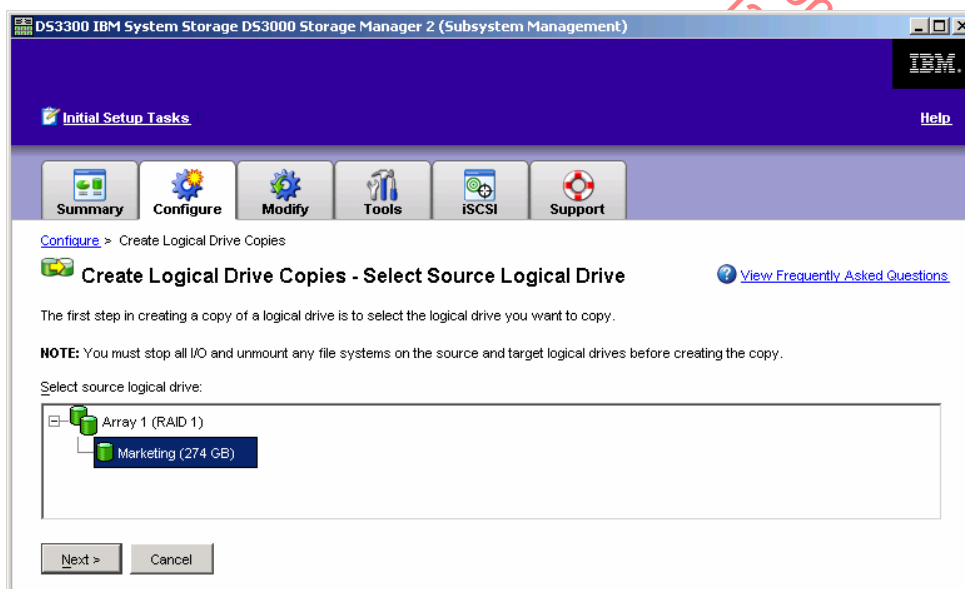 DS3300 IBM System Storage DS3000 Storage Manager 2 (Subsystem Management)
IBM.
Initial Setup Tasks
Help
Summary
Configure
Modify
Tools
iSCSI
Support
Configure > Create Logical Drive Copies
Create Logical Drive Copies - Select Source Logical Drive
View Frequently Asked Questions
The first step in creating a copy of a logical drive is to select the logical drive you want to copy.
NOTE: You must stop all I/O and unmount any file systems on the source and target logical drives before creating the copy.
Select source logical drive:
Array 1 (RAID 1)
Marketing (274 GB)
Next >
Cancel